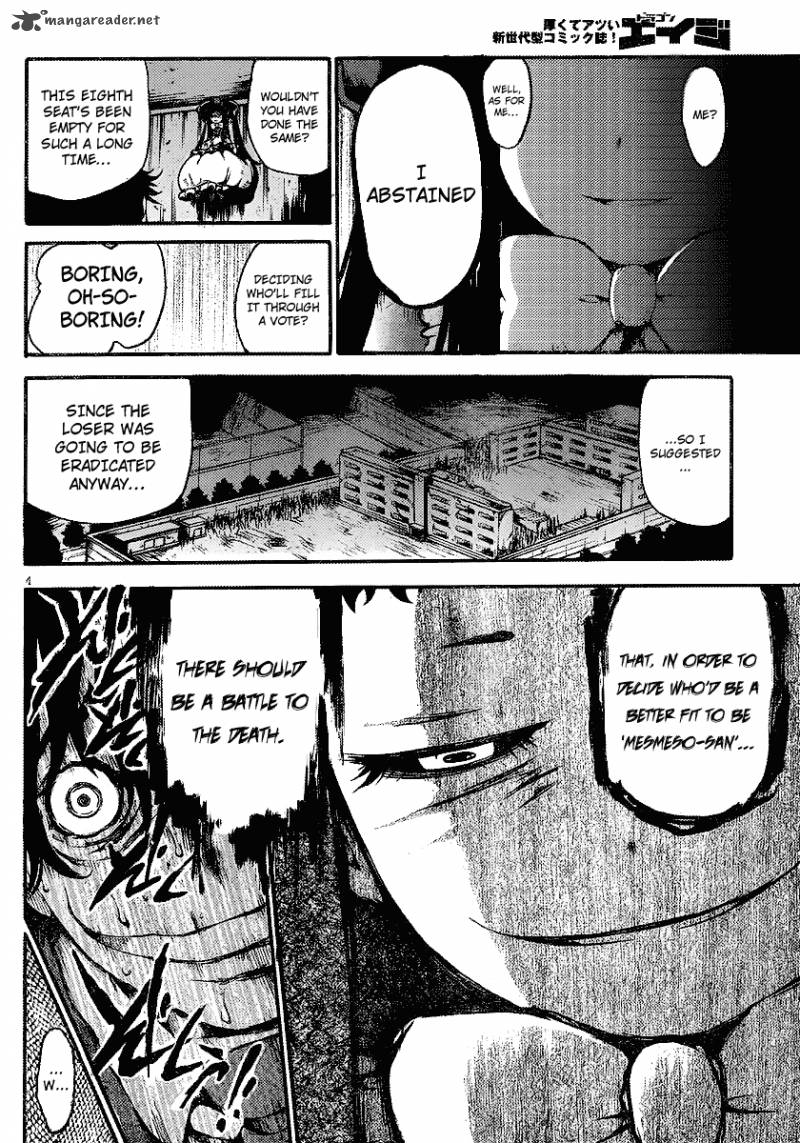 mangareader.net
厚くてアツい
新世代型コミック誌!
ドラゴン
エイジ
ME?
WELL,
AS FOR
ME...
I
ABSTAINED
WOULDN'T
YOU HAVE
DONE THE
SAME?
THIS EIGHTH
SEAT'S BEEN
EMPTY FOR
SUCH A LONG
TIME...
DECIDING
WHO'LL FILL
IT THROUGH
A VOTE?
BORING,
OH-SO-
BORING!
...SO I
SUGGESTED
...
SINCE THE
LOSER WAS
GOING TO BE
ERADICATED
ANYWAY...
4
THAT, IN ORDER TO
DECIDE WHO'D BE A
BETTER FIT TO BE
'MESMESO-SAN'...
THERE SHOULD
BE A BATTLE TO
THE DEATH.
W...